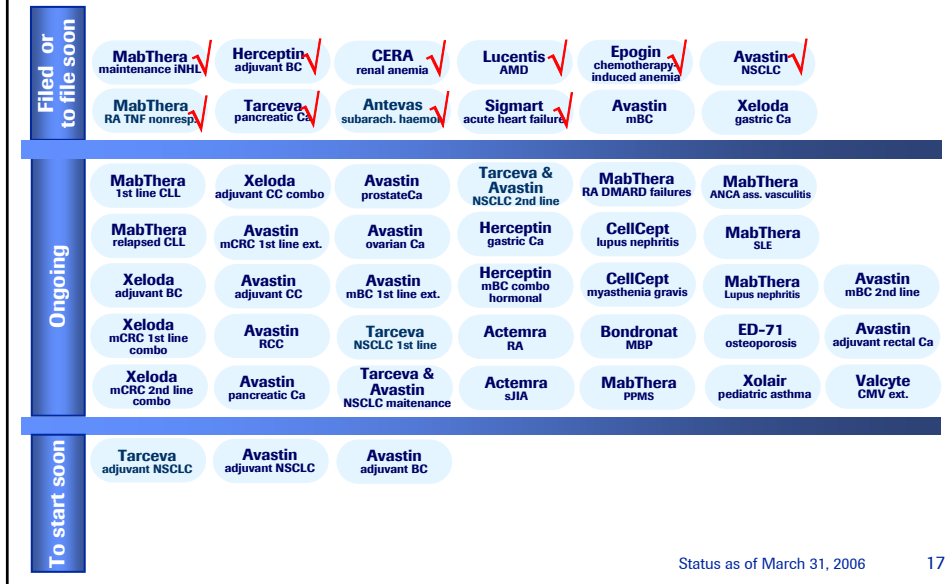 Filed or
to file soon
MabThera
maintenance iNHL
Herceptin
adjuvant BC
CERA
renal anemia
Lucentis
AMD
Epogin
chemotherapy-
induced anemia
Avastin
NSCLC
MabThera
RA TNF nonresp.
Tarceva
pancreatic Ca
Antevas
subarach. haemor
Sigmart
acute heart failure
Avastin
mBC
Xeloda
gastric Ca
Ongoing
MabThera
1st line CLL
Xeloda
adjuvant CC combo
Avastin
prostateCa
Tarceva &
Avastin
NSCLC 2nd line
MabThera
RA DMARD failures
MabThera
ANCA ass. vasculitis
MabThera
relapsed CLL
Avastin
mCRC 1st line ext.
Avastin
ovarian Ca
Herceptin
gastric Ca
CellCept
lupus nephritis
MabThera
SLE
Xeloda
adjuvant BC
Avastin
adjuvant CC
Avastin
mBC 1st line ext.
Herceptin
mBC combo
hormonal
CellCept
myasthenia gravis
MabThera
Lupus nephritis
Avastin
mBC 2nd line
Xeloda
mCRC 1st line
combo
Avastin
RCC
Tarceva
NSCLC 1st line
Actemra
RA
Bondronat
MBP
ED-71
osteoporosis
Avastin
adjuvant rectal Ca
Xeloda
mCRC 2nd line
combo
Avastin
pancreatic Ca
Tarceva &
Avastin
NSCLC maitenance
Actemra
sJIA
MabThera
PPMS
Xolair
pediatric asthma
Valcyte
CMV ext.
To start soon
Tarceva
adjuvant NSCLC
Avastin
adjuvant NSCLC
Avastin
adjuvant BC
Status as of March 31, 2006
17